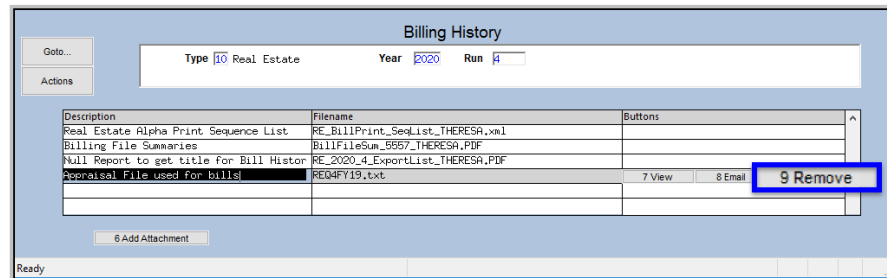 Billing History
Goto...
Type 10 Real Estate Year 2020 Run 4
Actions
Description Filename Buttons
Real Estate Alpha Print Sequence List RE_BillPrint_SeqList_THERESA.xml
Billing File Summaries BillFileSum_5557_THERESA.PDF
Null Report to get title for Bill Histor RE_2020_4_ExportList_THERESA.PDF
Appraisal File used for bills REQ4FY19.txt 7 View 8 Email 9 Remove
6 Add Attachment
Ready